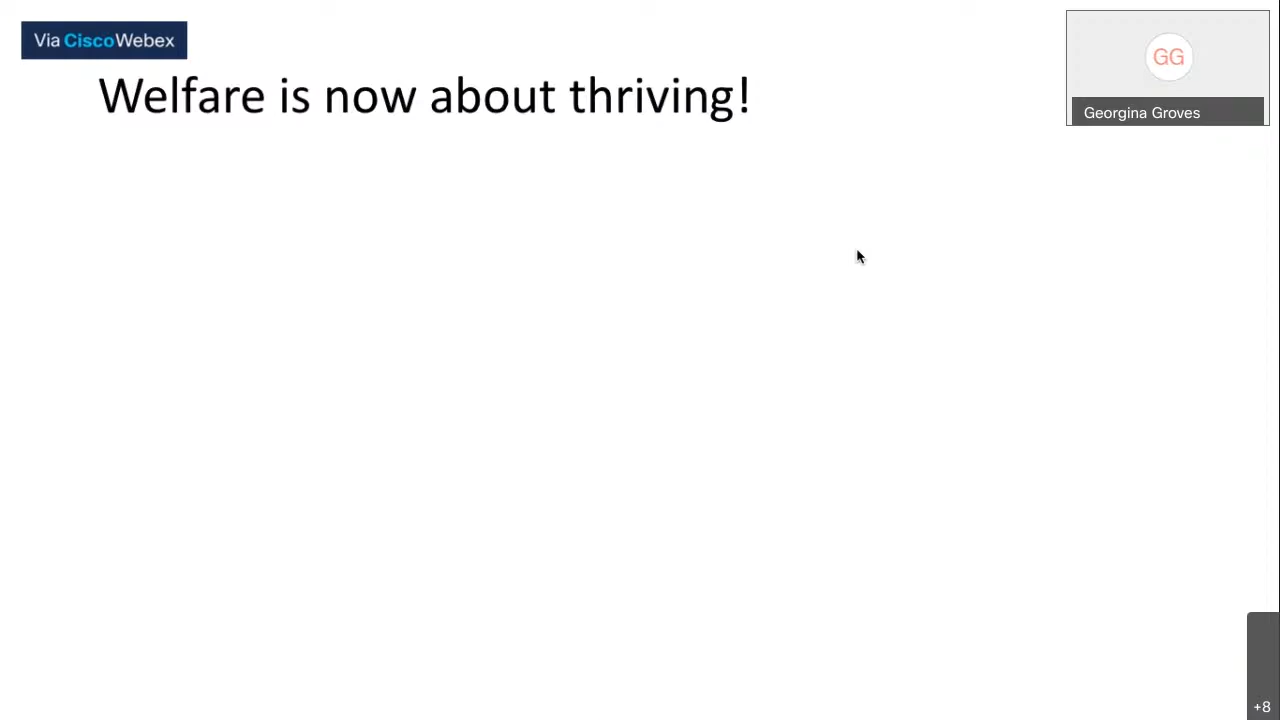 Via CiscoWebex
Welfare is now about thriving!
GG
Georgina Groves
+8